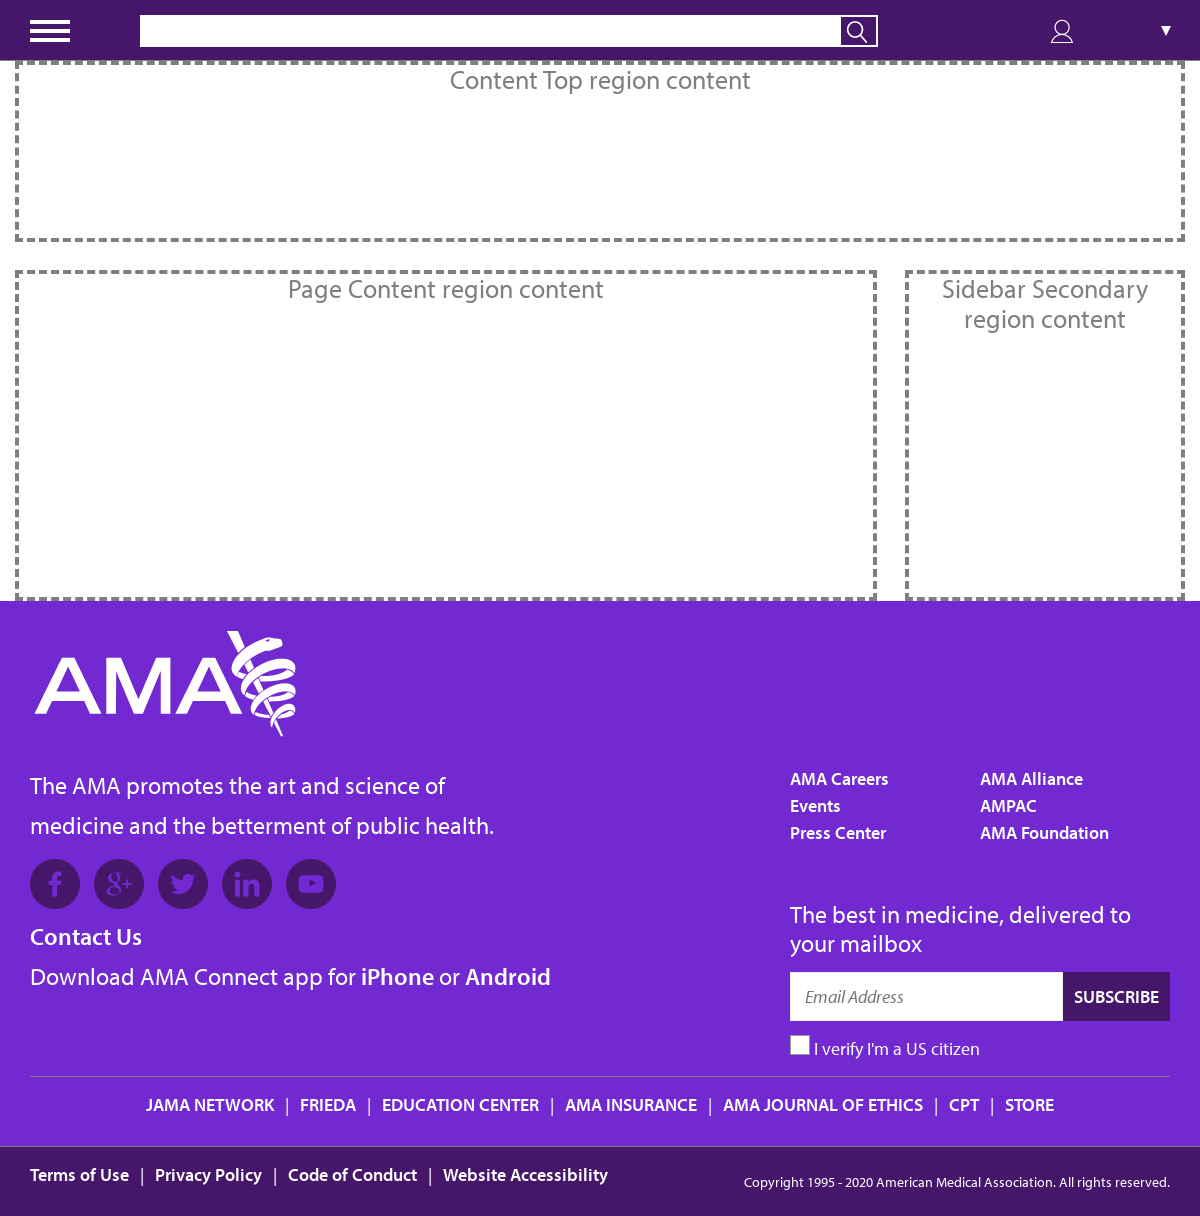 ▼
Content Top region content
Page Content region content
Sidebar Secondary
region content
AMA
The AMA promotes the art and science of
medicine and the betterment of public health.
AMA Careers
Events
Press Center
AMA Alliance
AMPAC
AMA Foundation
Contact Us
Download AMA Connect app for iPhone or Android
The best in medicine, delivered to
your mailbox
Email Address
SUBSCRIBE
I verify I'm a US citizen
JAMA NETWORK | FRIEDA | EDUCATION CENTER | AMA INSURANCE | AMA JOURNAL OF ETHICS | CPT | STORE
Terms of Use | Privacy Policy | Code of Conduct | Website Accessibility
Copyright 1995 - 2020 American Medical Association. All rights reserved.